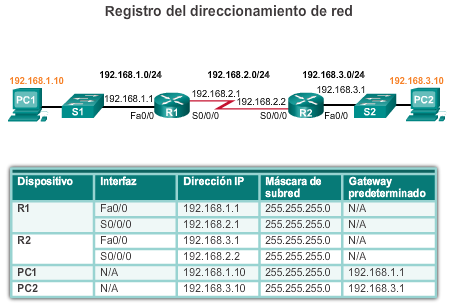 Registro del direccionamiento de red
192.168.1.0/24 192.168.2.0/24 192.168.3.0/24
192.168.1.10 192.168.3.10
192.168.1.1 192.168.2.1 192.168.2.2 192.168.3.1
PC1 S1 Fa0/0 R1 S0/0/0 S0/0/0 R2 Fa0/0 S2 PC2
Dispositivo Interfaz Dirección IP Máscara de subred Gateway predeterminado
R1 Fa0/0 192.168.1.1 255.255.255.0 N/A
S0/0/0 192.168.2.1 255.255.255.0 N/A
R2 Fa0/0 192.168.3.1 255.255.255.0 N/A
S0/0/0 192.168.2.2 255.255.255.0 N/A
PC1 N/A 192.168.1.10 255.255.255.0 192.168.1.1
PC2 N/A 192.168.3.10 255.255.255.0 192.168.3.1